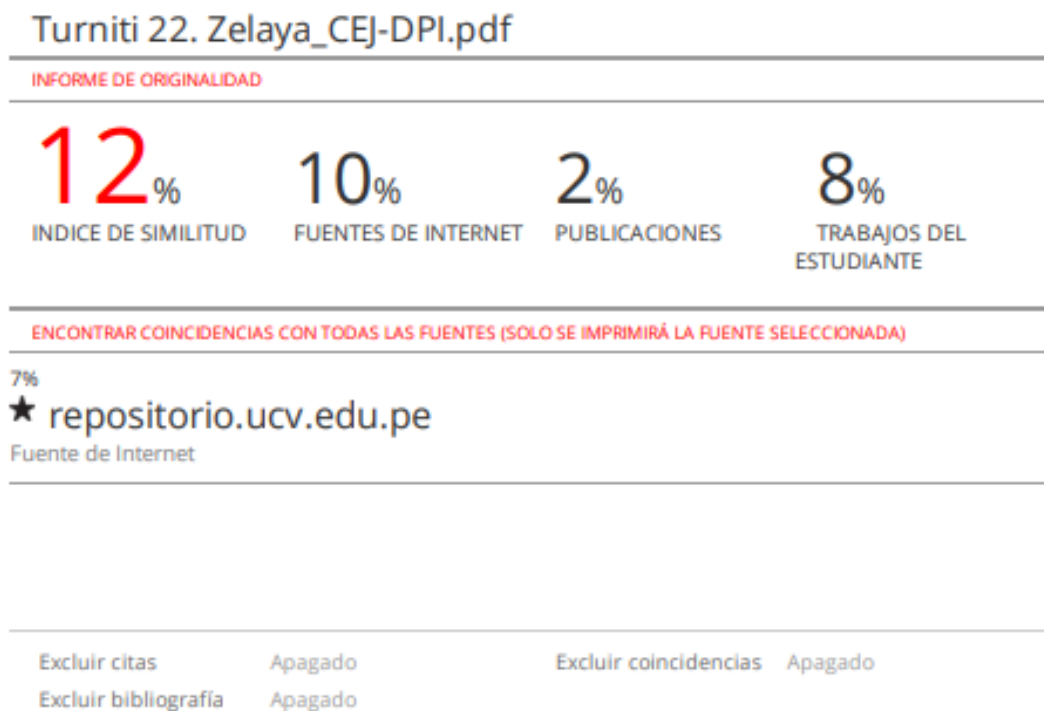 Turniti 22. Zelaya_CEJ-DPI.pdf
INFORME DE ORIGINALIDAD
12% 10% 2% 8%
INDICE DE SIMILITUD FUENTES DE INTERNET PUBLICACIONES TRABAJOS DEL
ESTUDIANTE
ENCONTRAR COINCIDENCIAS CON TODAS LAS FUENTES (SOLO SE IMPRIMIRÁ LA FUENTE SELECCIONADA)
7%
★ repositorio.ucv.edu.pe
Fuente de Internet
Excluir citas Apagado Excluir coincidencias Apagado
Excluir bibliografía Apagado